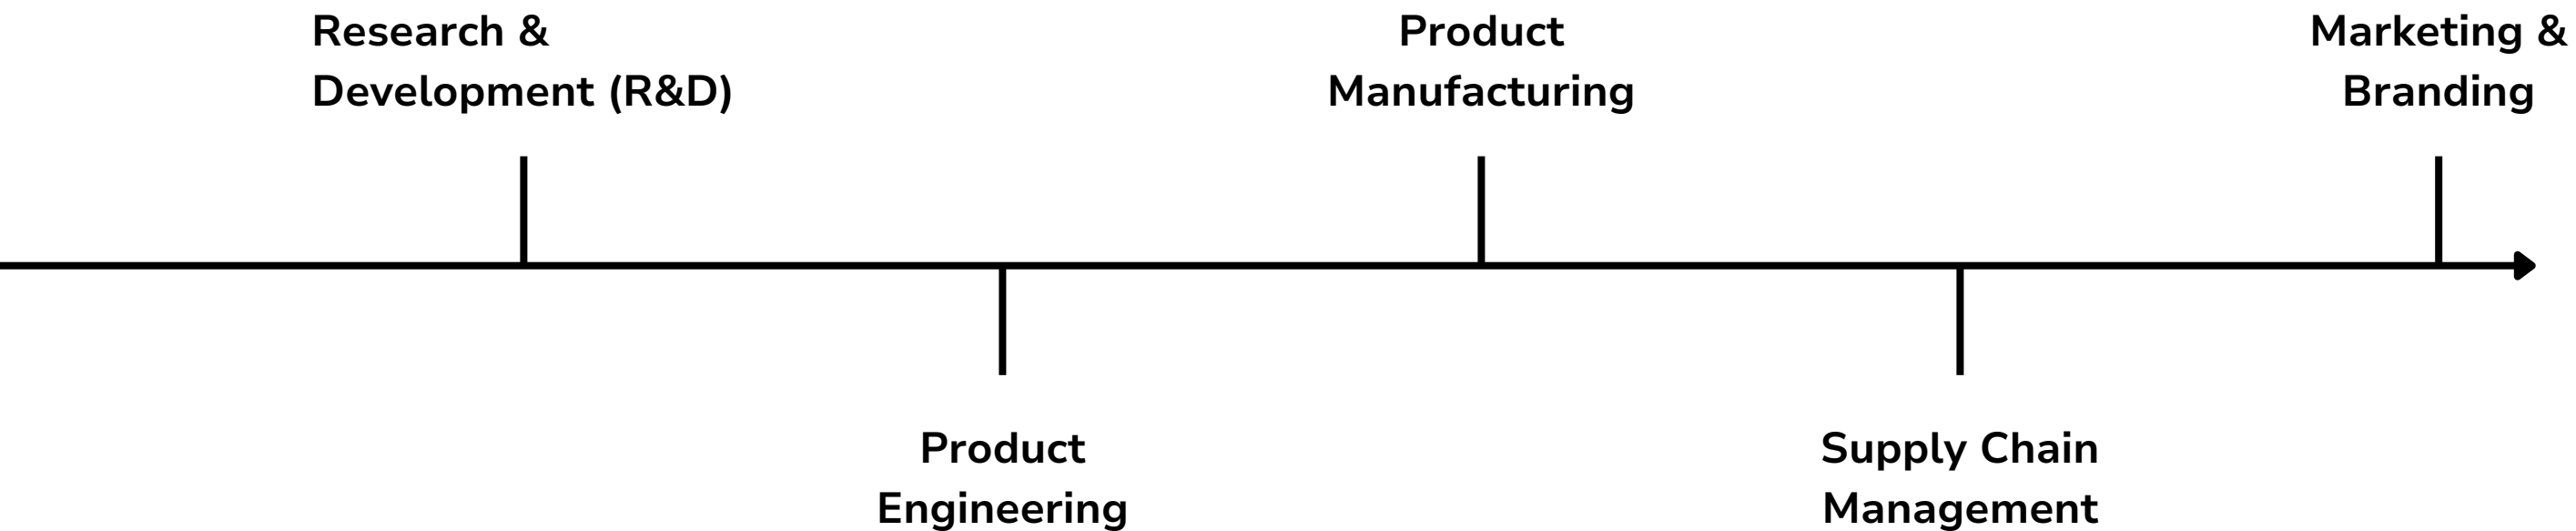 Research &
Development (R&D)
Product
Engineering
Product
Manufacturing
Supply Chain
Management
Marketing &
Branding